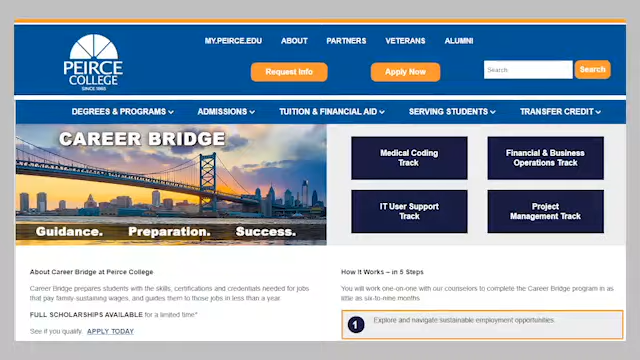 MY.PEIRCE.EDU ABOUT PARTNERS VETERANS ALUMNI
PEIRCE
COLLEGE
SINCE 1865
Request Info Apply Now Search Search
DEGREES & PROGRAMS ADMISSIONS TUITION & FINANCIAL AID SERVING STUDENTS TRANSFER CREDIT
CAREER BRIDGE
Guidance. Preparation. Success.
Medical Coding
Track
Financial & Business
Operations Track
IT User Support
Track
Project
Management Track
About Career Bridge at Peirce College
Career Bridge prepares students with the skills, certifications and credentials needed for jobs
that pay family-sustaining wages, and guides them to those jobs in less than a year.
FULL SCHOLARSHIPS AVAILABLE for a limited time*
See if you qualify. APPLY TODAY
How It Works – in 5 Steps
You will work one-on-one with our counselors to complete the Career Bridge program in as
little as six-to-nine months.
1 Explore and navigate sustainable employment opportunities.